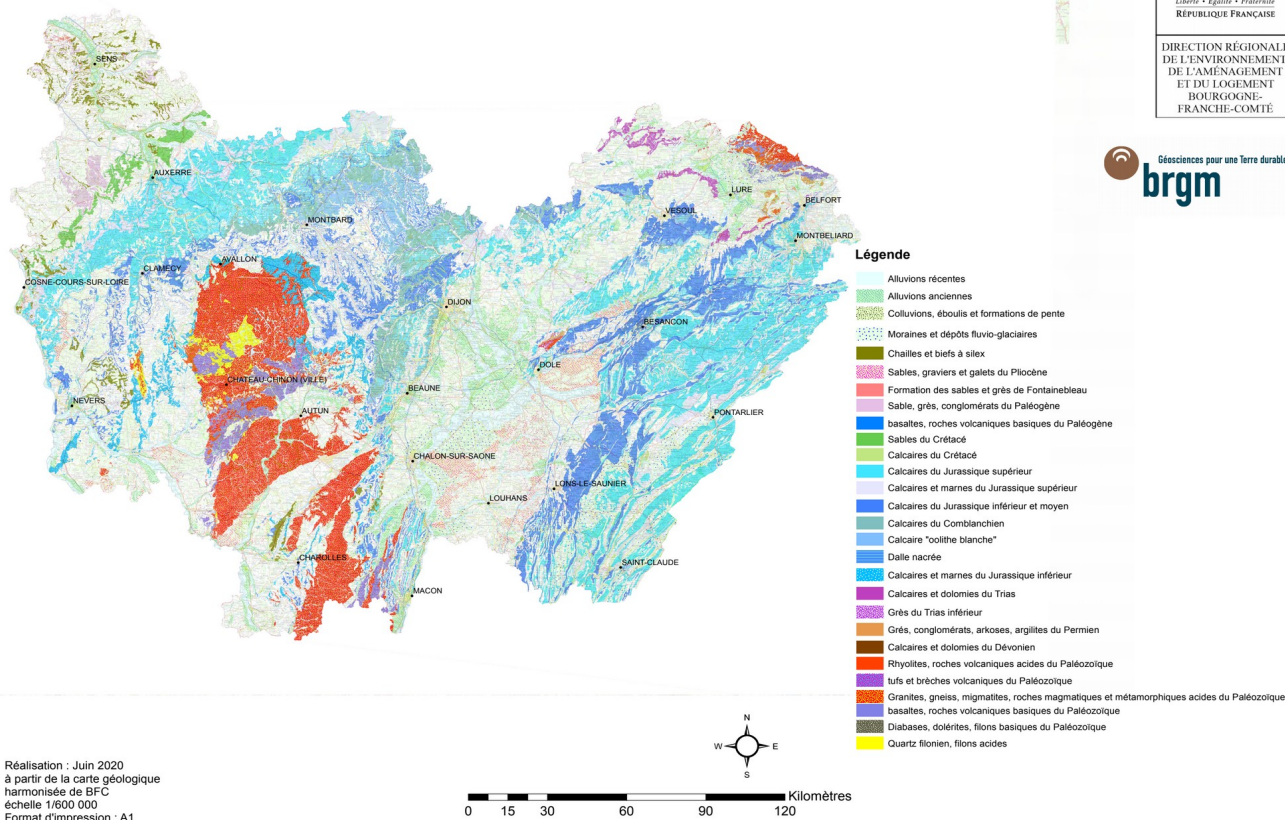 Liberté • Égalité • Fraternité
RÉPUBLIQUE FRANÇAISE
DIRECTION RÉGIONALE
DE L'ENVIRONNEMENT
DE L'AMÉNAGEMENT
ET DU LOGEMENT
BOURGOGNE-
FRANCHE-COMTÉ
Géosciences pour une Terre durable
brgm
SENS
AUXERRE
MONTBARD
LURE
VESOUL
BELFORT
MONTBELIARD
AVALLON
CLAMECY
COSNE-COURS-SUR-LOIRE
DIJON
BESANCON
DOLE
CHATEAU-CHINON (VILLE)
BEAUNE
NEVERS
AUTUN
PONTARLIER
CHALON-SUR-SAONE
LONS-LE-SAUNIER
LOUHANS
CHAROLLES
SAINT-CLAUDE
MACON
Légende
Alluvions récentes
Alluvions anciennes
Colluvions, éboulis et formations de pente
Moraines et dépôts fluvio-glaciaires
Chailles et biefs à silex
Sables, graviers et galets du Pliocène
Formation des sables et grès de Fontainebleau
Sable, grès, conglomérats du Paléogène
basaltes, roches volcaniques basiques du Paléogène
Sables du Crétacé
Calcaires du Crétacé
Calcaires du Jurassique supérieur
Calcaires et marnes du Jurassique supérieur
Calcaires du Jurassique inférieur et moyen
Calcaires du Comblanchien
Calcaire "oolithe blanche"
Dalle nacrée
Calcaires et marnes du Jurassique inférieur
Calcaires et dolomies du Trias
Grès du Trias inférieur
Grés, conglomérats, arkoses, argilites du Permien
Calcaires et dolomies du Dévonien
Rhyolites, roches volcaniques acides du Paléozoïque
tufs et brèches volcaniques du Paléozoïque
Granites, gneiss, migmatites, roches magmatiques et métamorphiques acides du Paléozoïque
basaltes, roches volcaniques basiques du Paléozoïque
Diabases, dolérites, filons basiques du Paléozoïque
Quartz filonien, filons acides
N
W E
S
Kilomètres
0 15 30 60 90 120
Réalisation : Juin 2020
à partir de la carte géologique
harmonisée de BFC
échelle 1/600 000
Format d'impression : A1